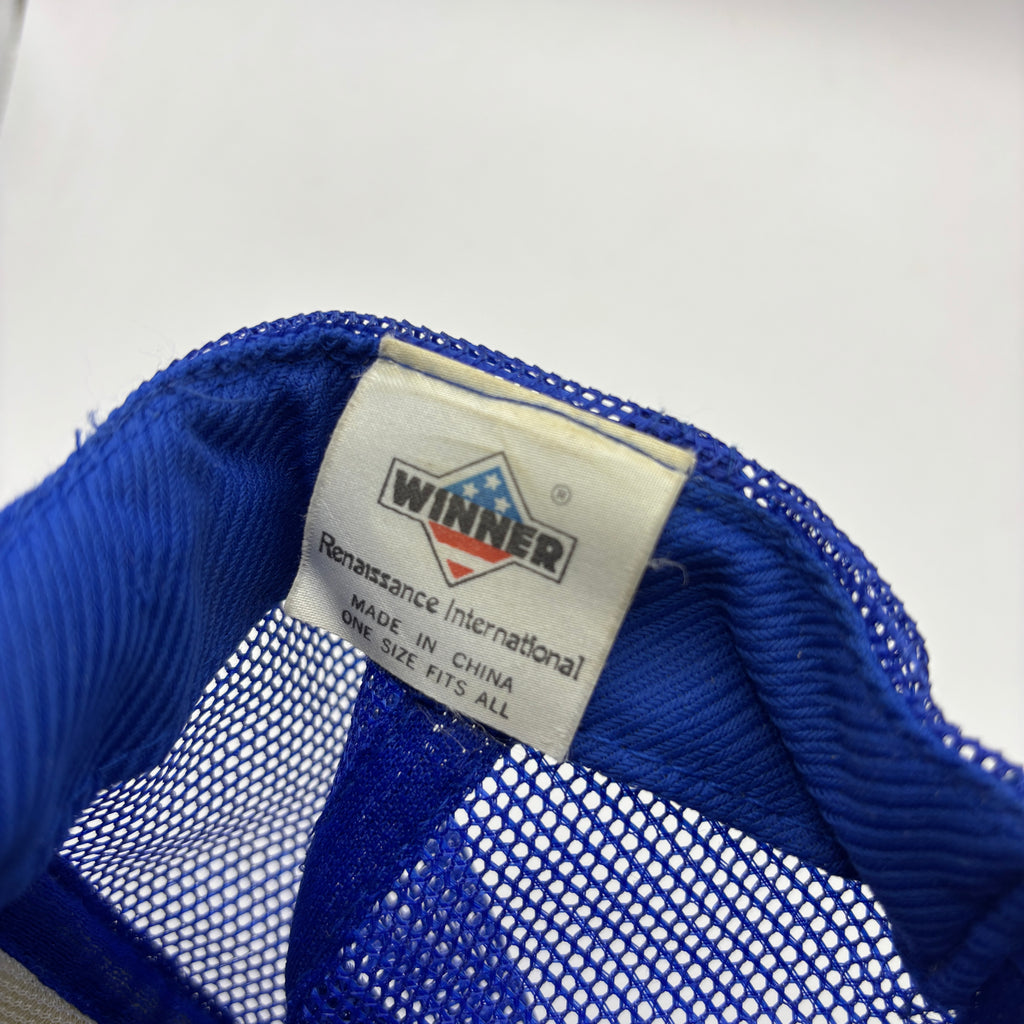 WINNER ®
Renaissance International
MADE IN CHINA
ONE SIZE FITS ALL